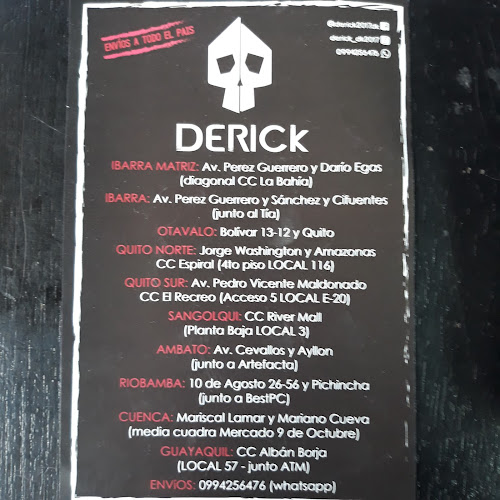 ENVÍOS A TODO EL PAIS
derick_dk2017
0994256476
DERICK
IBARRA MATRIZ: Av. Perez Guerrero y Darío Egas
(diagonal CC La Bahía)
IBARRA: Av. Perez Guerrero y Sánchez y Cifuentes
(junto al Tía)
OTAVALO: Bolívar 13-12 y Quito
QUITO NORTE: Jorge Washington y Amazonas
CC Espiral (4to piso LOCAL 116)
QUITO SUR: Av. Pedro Vicente Maldonado
CC El Recreo (Acceso 5 LOCAL E-20)
SANGOLQUI: CC River Mall
(Planta Baja LOCAL 3)
AMBATO: Av. Cevallos y Ayllon
(junto a Artefacta)
RIOBAMBA: 10 de Agosto 26-56 y Pichincha
(junto a BestPC)
CUENCA: Mariscal Lamar y Mariano Cueva
(media cuadra Mercado 9 de Octubre)
GUAYAQUIL: CC Albán Borja
(LOCAL 57 - junto ATM)
ENVÍOS: 0994256476 (whatsapp)